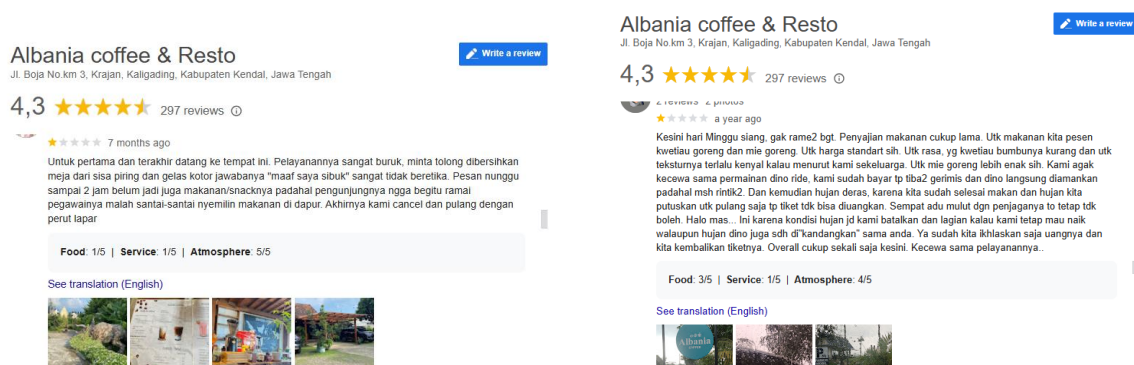 Albania coffee & Resto
Write a review
Jl. Boja No.km 3, Krajan, Kaligading, Kabupaten Kendal, Jawa Tengah
4,3 297 reviews
7 months ago
Untuk pertama dan terakhir datang ke tempat ini. Pelayanannya sangat buruk, minta tolong dibersihkan
meja dari sisa piring dan gelas kotor jawabanya "maaf saya sibuk" sangat tidak beretika. Pesan nunggu
sampai 2 jam belum jadi juga makanan/snacknya padahal pengunjungnya ngga begitu ramai
pegawainya malah santai-santai nyemilin makanan di dapur. Akhirnya kami cancel dan pulang dengan
perut lapar
Food: 1/5 | Service: 1/5 | Atmosphere: 5/5
See translation (English)
Albania coffee & Resto
Write a review
Jl. Boja No.km 3, Krajan, Kaligading, Kabupaten Kendal, Jawa Tengah
4,3 297 reviews
2 reviews 2 photos
a year ago
Kesini hari Minggu siang, gak rame2 bgt. Penyajian makanan cukup lama. Utk makanan kita pesen
kwetiau goreng dan mie goreng. Utk harga standart sih. Utk rasa, yg kwetiau bumbunya kurang dan utk
teksturnya terlalu kenyal kalau menurut kami sekeluarga. Utk mie goreng lebih enak sih. Kami agak
kecewa sama permainan dino ride, kami sudah bayar tp tiba2 gerimis dan dino langsung diamankan
padahal msh rintik2. Dan kemudian hujan deras, karena kita sudah selesai makan dan hujan kita
putuskan utk pulang saja tp tiket tdk bisa diuangkan. Sempat adu mulut dgn penjaganya to tetap tdk
boleh. Halo mas... Ini karena kondisi hujan jd kami batalkan dan lagian kalau kami tetap mau naik
walaupun hujan dino juga sdh di"kandangkan" sama anda. Ya sudah kita ikhlaskan saja uangnya dan
kita kembalikan tiketnya. Overall cukup sekali saja kesini. Kecewa sama pelayanannya..
Food: 3/5 | Service: 1/5 | Atmosphere: 4/5
See translation (English)
Albania